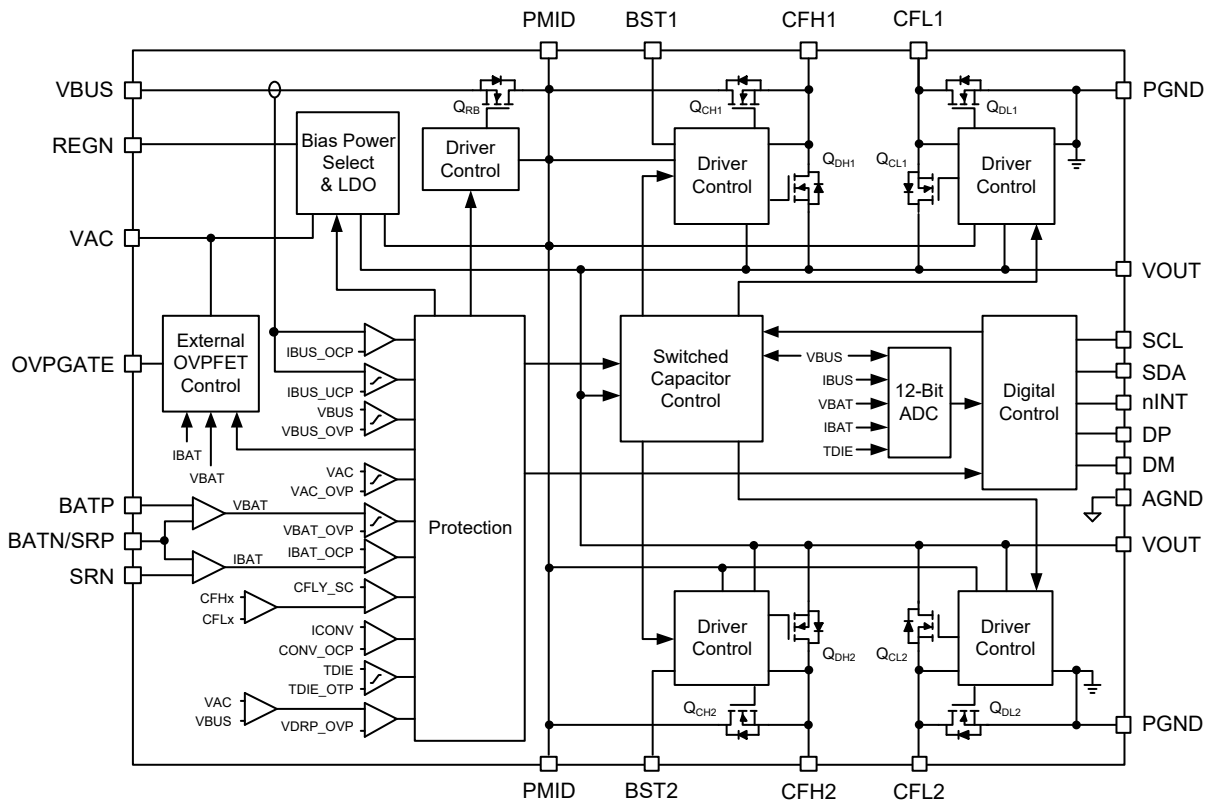 PMID
BST1
CFH1
CFL1
VBUS
REGN
VAC
OVPGATE
BATP
BATN/SRP
SRN
PGND
VOUT
SCL
SDA
nINT
DP
DM
AGND
VOUT
PGND
PMID
BST2
CFH2
CFL2
QRB
QCH1
QDL1
QDH1
QCL1
Bias Power
Select
& LDO
Driver
Control
Driver
Control
Driver
Control
External
OVPFET
Control
IBAT
VBAT
IBUS_OCP
IBUS_UCP
VBUS
VBUS_OVP
VAC
VAC_OVP
VBAT
VBAT_OVP
IBAT
IBAT_OCP
CFHx
CFLx
CFLY_SC
ICONV
CONV_OCP
TDIE
TDIE_OTP
VAC
VBUS
VDRP_OVP
Protection
Switched
Capacitor
Control
VBUS
IBUS
VBAT
IBAT
TDIE
12-Bit
ADC
Digital
Control
Driver
Control
Driver
Control
QDH2
QCL2
QCH2
QDL2